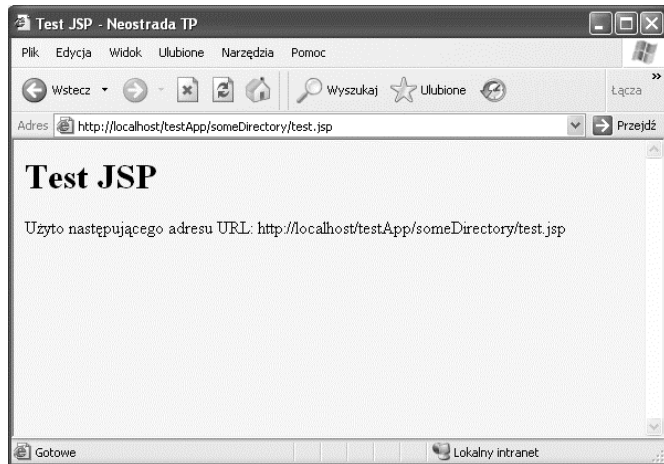 Test JSP - Neostrada TP
Plik Edycja Widok Ulubione Narzędzia Pomoc
Wstecz Wyszukaj Ulubione Łącza
Adres http://localhost/testApp/someDirectory/test.jsp Przejdź
Test JSP
Użyto następującego adresu URL: http://localhost/testApp/someDirectory/test.jsp
Gotowe Lokalny intranet